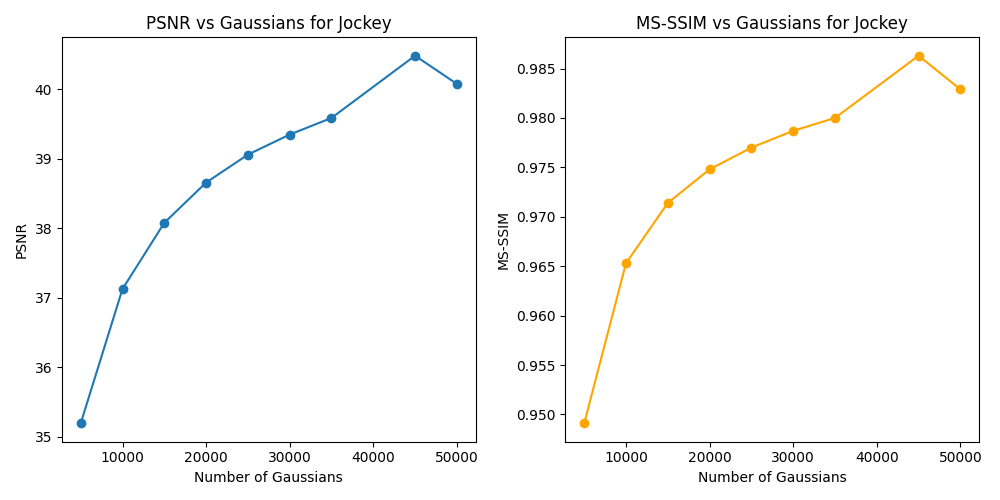 PSNR vs Gaussians for Jockey
PSNR
40
39
38
37
36
35
10000 20000 30000 40000 50000
Number of Gaussians
MS-SSIM vs Gaussians for Jockey
MS-SSIM
0.985
0.980
0.975
0.970
0.965
0.960
0.955
0.950
10000 20000 30000 40000 50000
Number of Gaussians